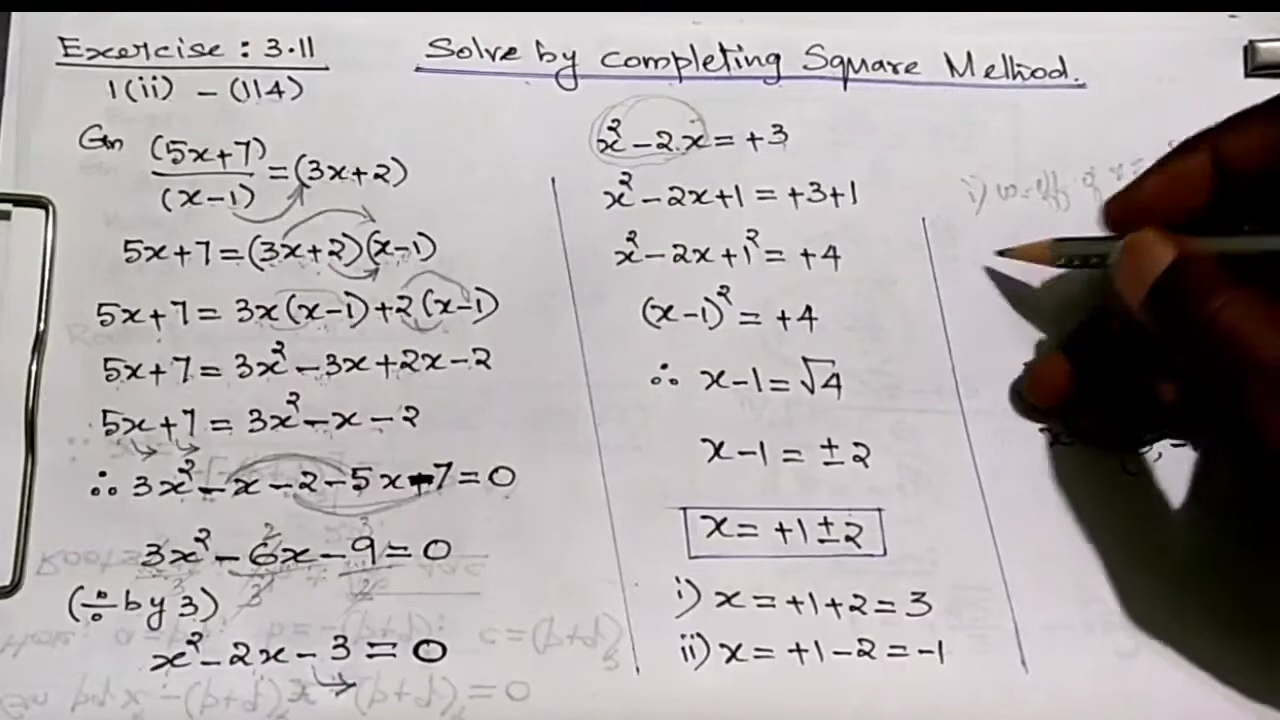 Exercise : 3.11
1(ii) – (114)
Solve by Completing Square Method.
Gn (5x+7)/(x–1) = (3x+2)
5x+7 = (3x+2)(x–1)
5x+7 = 3x(x–1)+2(x–1)
5x+7 = 3x²–3x+2x–2
5x+7 = 3x²–x–2
∴ 3x²–x–2–5x–7=0
3x²–6x–9=0
(÷ by 3)
x²–2x–3=0
x²–2x=+3
x²–2x+1=+3+1
x²–2x+1²=+4
(x–1)²=+4
∴ x–1=√4
x–1=±2
x=+1±2
i) x=+1+2=3
ii) x=+1–2=-1